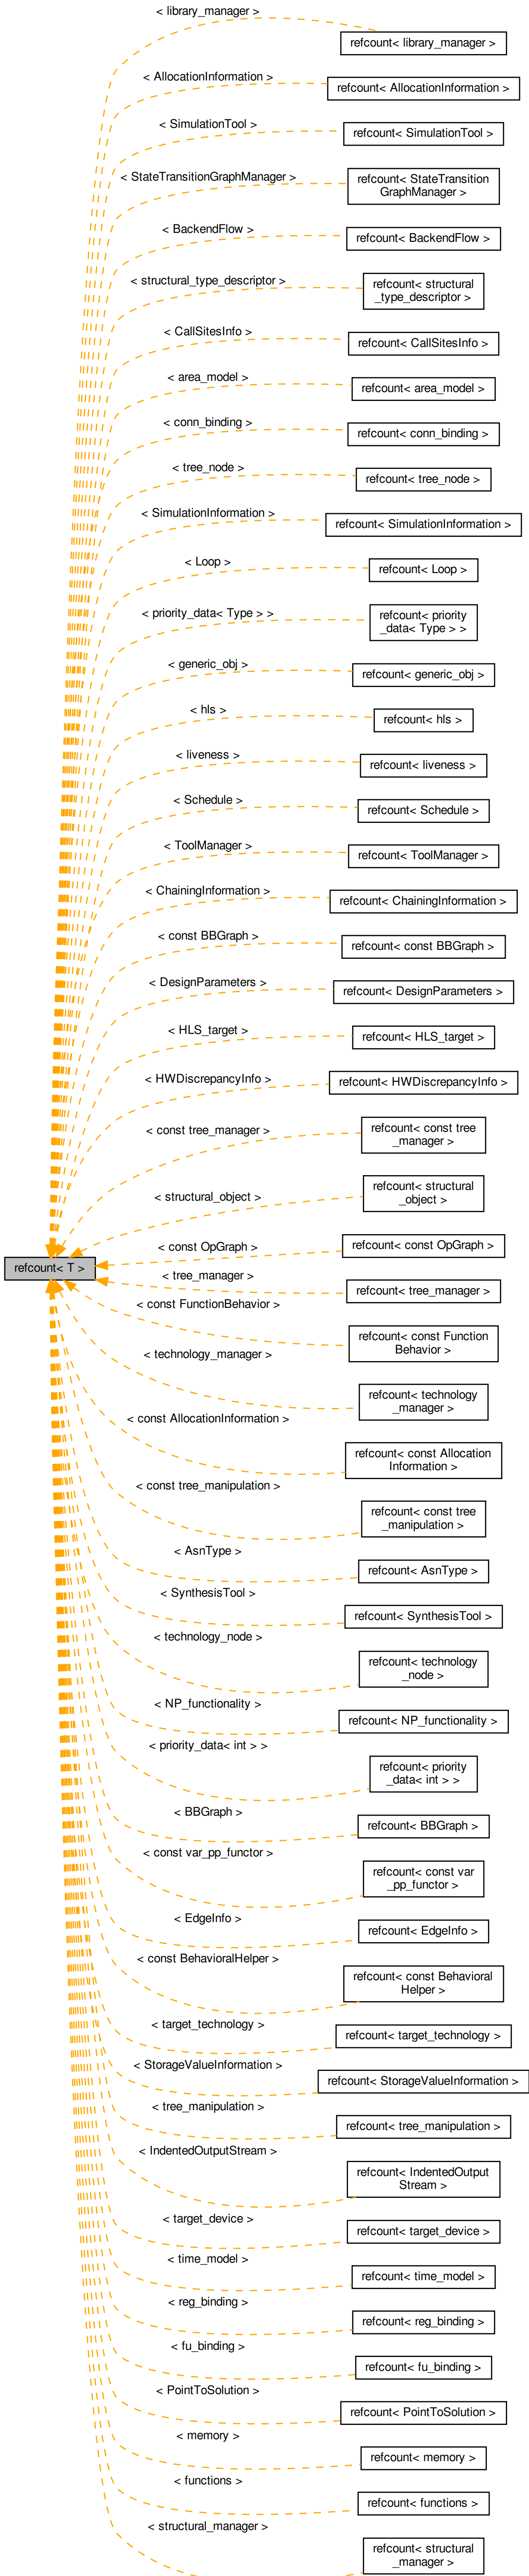 < library_manager >
refcount< library_manager >
< AllocationInformation >
refcount< AllocationInformation >
< SimulationTool >
refcount< SimulationTool >
< StateTransitionGraphManager >
refcount< StateTransition
GraphManager >
< BackendFlow >
refcount< BackendFlow >
< structural_type_descriptor >
refcount< structural
_type_descriptor >
< CallSitesInfo >
refcount< CallSitesInfo >
< area_model >
refcount< area_model >
< conn_binding >
refcount< conn_binding >
< tree_node >
refcount< tree_node >
< SimulationInformation >
refcount< SimulationInformation >
< Loop >
refcount< Loop >
< priority_data< Type > >
refcount< priority
_data< Type > >
< generic_obj >
refcount< generic_obj >
< hls >
refcount< hls >
< liveness >
refcount< liveness >
< Schedule >
refcount< Schedule >
< ToolManager >
refcount< ToolManager >
< ChainingInformation >
refcount< ChainingInformation >
< const BBGraph >
refcount< const BBGraph >
< DesignParameters >
refcount< DesignParameters >
< HLS_target >
refcount< HLS_target >
< HWDiscrepancyInfo >
refcount< HWDiscrepancyInfo >
< const tree_manager >
refcount< const tree
_manager >
< structural_object >
refcount< structural
_object >
< const OpGraph >
refcount< const OpGraph >
refcount< T >
< tree_manager >
refcount< tree_manager >
< const FunctionBehavior >
refcount< const Function
Behavior >
< technology_manager >
refcount< technology
_manager >
< const AllocationInformation >
refcount< const Allocation
Information >
< const tree_manipulation >
refcount< const tree
_manipulation >
< AsnType >
refcount< AsnType >
< SynthesisTool >
refcount< SynthesisTool >
< technology_node >
refcount< technology
_node >
< NP_functionality >
refcount< NP_functionality >
< priority_data< int > >
refcount< priority
_data< int > >
< BBGraph >
refcount< BBGraph >
< const var_pp_functor >
refcount< const var
_pp_functor >
< EdgeInfo >
refcount< EdgeInfo >
< const BehavioralHelper >
refcount< const Behavioral
Helper >
< target_technology >
refcount< target_technology >
< StorageValueInformation >
refcount< StorageValueInformation >
< tree_manipulation >
refcount< tree_manipulation >
< IndentedOutputStream >
refcount< IndentedOutput
Stream >
< target_device >
refcount< target_device >
< time_model >
refcount< time_model >
< reg_binding >
refcount< reg_binding >
< fu_binding >
refcount< fu_binding >
< PointToSolution >
refcount< PointToSolution >
< memory >
refcount< memory >
< functions >
refcount< functions >
< structural_manager >
refcount< structural
_manager >